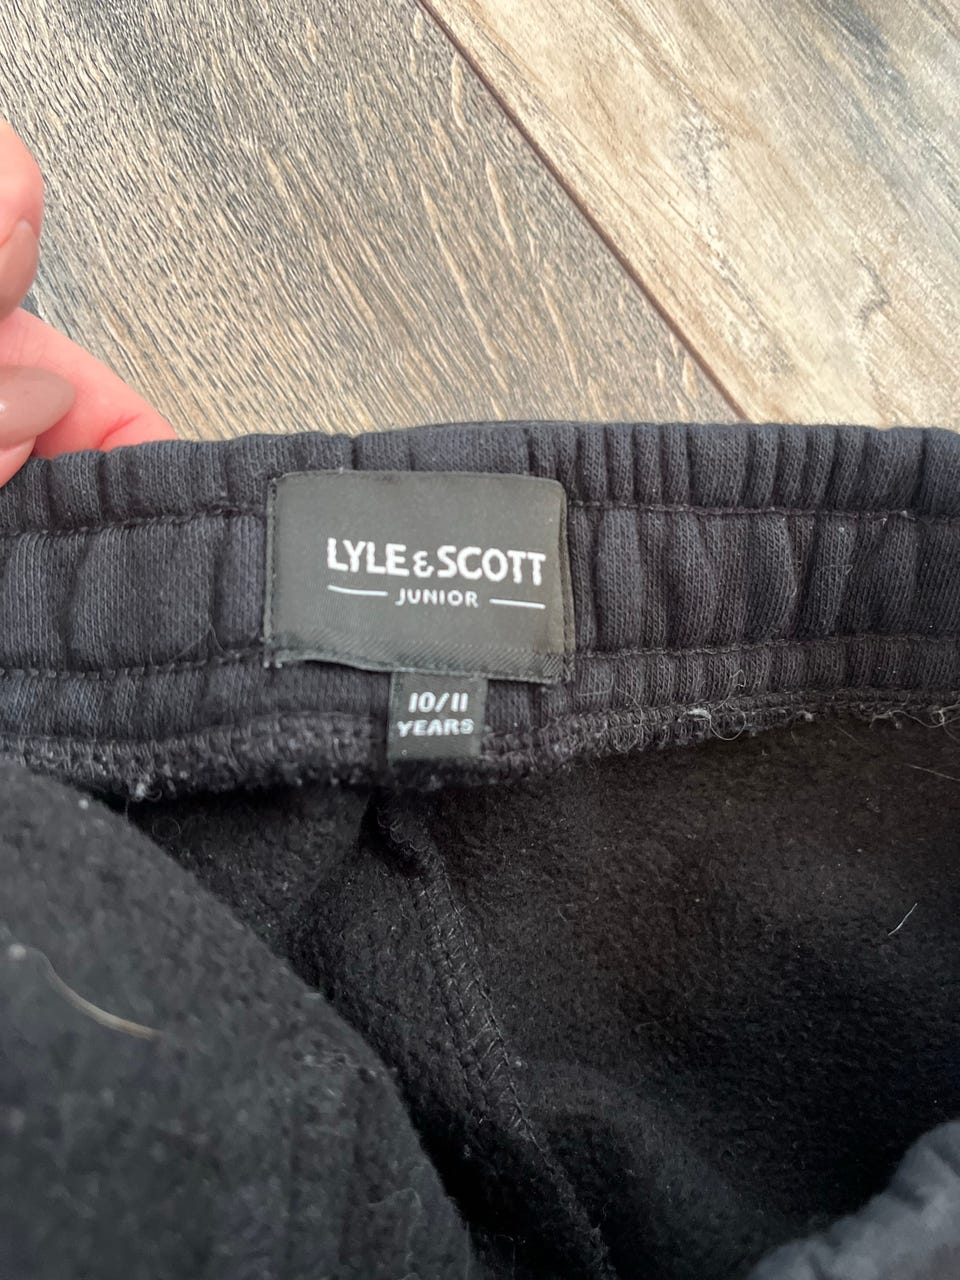 LYLE & SCOTT
JUNIOR
10/11
YEARS